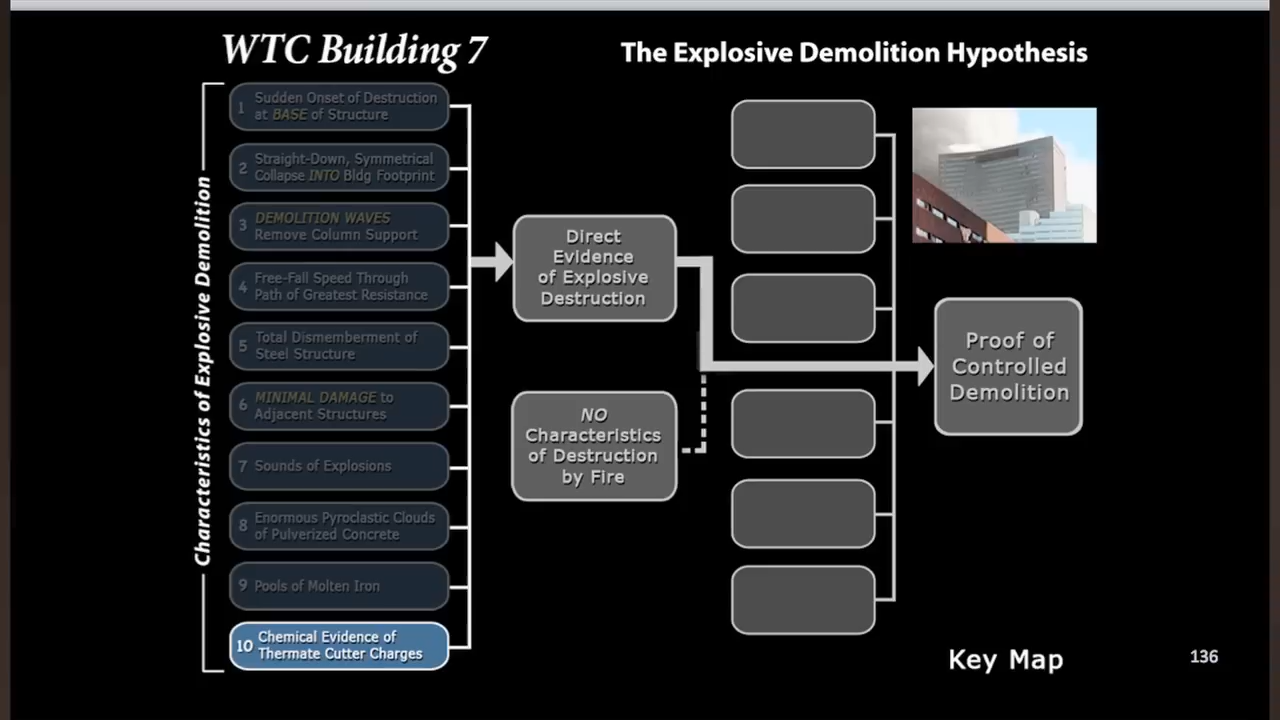 WTC Building 7
The Explosive Demolition Hypothesis
Characteristics of Explosive Demolition
1 Sudden Onset of Destruction
at BASE of Structure
2 Straight-Down, Symmetrical
Collapse INTO Bldg Footprint
3 DEMOLITION WAVES
Remove Column Support
4 Free-Fall Speed Through
Path of Greatest Resistance
5 Total Dismemberment of
Steel Structure
6 MINIMAL DAMAGE to
Adjacent Structures
7 Sounds of Explosions
8 Enormous Pyroclastic Clouds
of Pulverized Concrete
9 Pools of Molten Iron
10 Chemical Evidence of
Thermate Cutter Charges
Direct
Evidence
of Explosive
Destruction
NO
Characteristics
of Destruction
by Fire
Proof of
Controlled
Demolition
Key Map
136